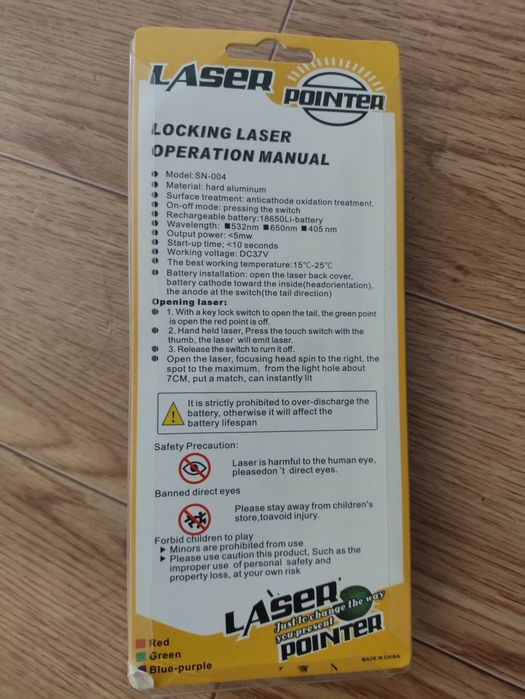 LASER
POINTER
LOCKING LASER
OPERATION MANUAL
Model:SN-004
Material: hard aluminum
Surface treatment: anticathode oxidation treatment.
On-off mode: pressing the switch
Rechargeable battery:18650Li-battery
Wavelength: ■532nm ■650nm ■405 nm
Output power: <5mw
Start-up time; <10 seconds
Working voltage: DC37V
The best working temperature:15℃-25℃
Battery installation: open the laser back cover,
battery cathode toward the inside(headorientation),
the anode at the switch(the tail direction)
Opening laser:
1. With a key lock switch to open the tail, the green point
is open the red point is off.
2. Hand held laser, Press the touch switch with the
thumb, the laser will emit laser.
3. Release the switch to rum it off.
Open the laser, focusing head spin to the right, the
spot to the maximum, from the light hole about
7CM, put a match, can instantly lit
It is strictly prohibited to over-discharge the
battery, otherwise it will affect the
battery lifespan
Safety Precaution:
Laser is harmful to the human eye,
pleasedon't direct eyes.
Banned direct eyes
Please stay away from children's
store,toavoid injury.
Forbid children to play
► Minors are prohibited from use
► Please use caution this product, Such as the
improper use of personal safety and
property loss, at your own risk
LASER
Just to change the way
you present
POINTER
Red
Green
Blue-purple
MADE IN CHINA